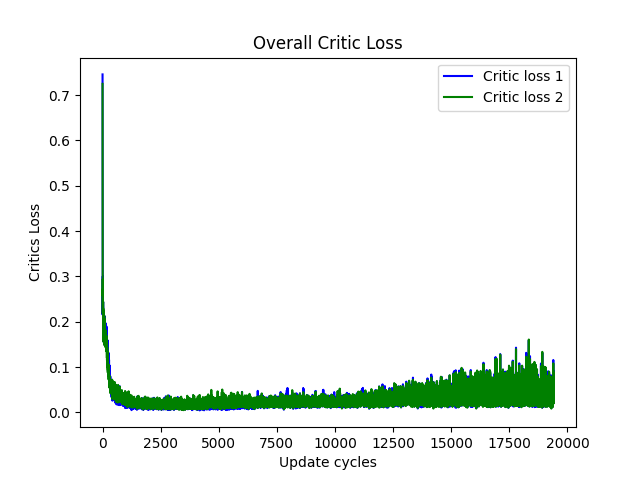 Overall Critic Loss
Critic loss 1
Critic loss 2
Critics Loss
0.7
0.6
0.5
0.4
0.3
0.2
0.1
0.0
0 2500 5000 7500 10000 12500 15000 17500 20000
Update cycles